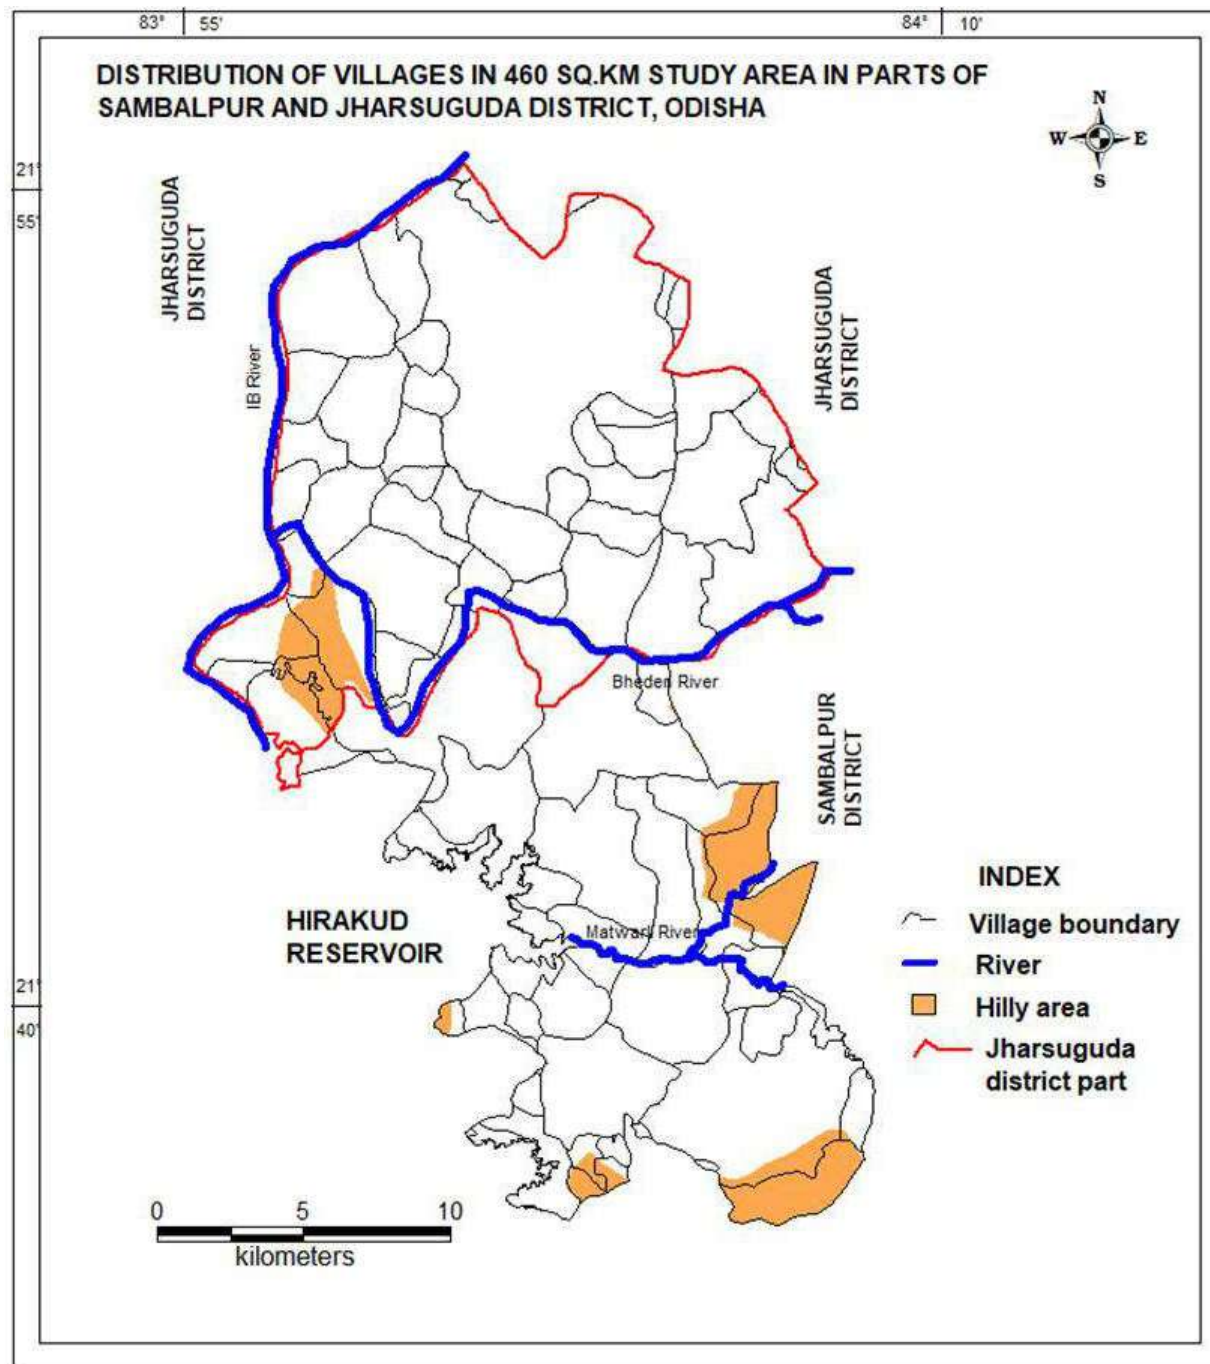 83° 55' 84° 10'
DISTRIBUTION OF VILLAGES IN 460 SQ.KM STUDY AREA IN PARTS OF
SAMBALPUR AND JHARSUGUDA DISTRICT, ODISHA
N
W E
S
21°
55'
JHARSUGUDA
DISTRICT
JHARSUGUDA
DISTRICT
IB River
Bheden River
SAMBALPUR
DISTRICT
HIRAKUD
RESERVOIR
Matwari River
INDEX
Village boundary
River
Hilly area
Jharsuguda
district part
21°
40'
0 5 10
kilometers